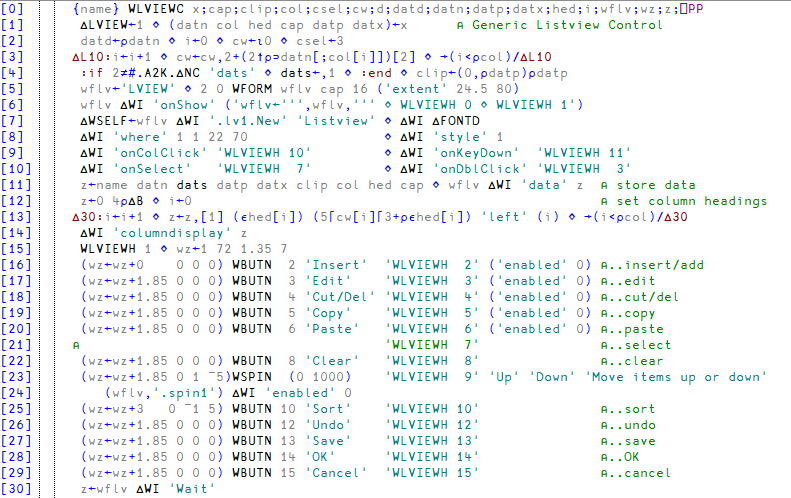 [0] {name} WLVIEWC x;cap;clip;col;csel;cw;d;datd;datn;datp;datx;hed;i;wflv;wz;z;⎕PP
[1] ∆LVIEW←1 ⋄ (datn col hed cap datp datx)←x ⍝ Generic Listview Control
[2] datd←⍴datn ⋄ i←0 ⋄ cw←⍳0 ⋄ csel←3
[3] ∆L10:i←i+1 ⋄ cw←cw,2+(2↑⍴⊃datn[;col[i]])[2] ⋄ →(i<⍴col)/∆L10
[4] :if 2≠#.A2K.∆NC 'dats' ⋄ dats←,1 ⋄ :end ⋄ clip←(0,⍴datp)⍴datp
[5] wflv←'LVIEW' ⋄ 2 0 WFORM wflv cap 16 ('extent' 24.5 80)
[6] wflv ∆WI 'onShow' ('wflv←''',wflv,''' ⋄ WLVIEWH 0 ⋄ WLVIEWH 1')
[7] ∆WSELF←wflv ∆WI '.lv1.New' 'Listview' ⋄ ∆WI ∆FONTD
[8] ∆WI 'where' 1 1 22 70 ⋄ ∆WI 'style' 1
[9] ∆WI 'onColClick' 'WLVIEWH 10' ⋄ ∆WI 'onKeyDown' 'WLVIEWH 11'
[10] ∆WI 'onSelect' 'WLVIEWH 7' ⋄ ∆WI 'onDblClick' 'WLVIEWH 3'
[11] z←name datn dats datp datx clip col hed cap ⋄ wflv ∆WI 'data' z ⍝ store data
[12] z←0 4⍴∆B ⋄ i←0 ⍝ set column headings
[13] ∆30:i←i+1 ⋄ z←z,[1] (∊hed[i]) (5⌈cw[i]⌈3+⍴∊hed[i]) 'left' (i) ⋄ →(i<⍴col)/∆30
[14] ∆WI 'columndisplay' z
[15] WLVIEWH 1 ⋄ wz←1 72 1.35 7
[16] (wz←wz+0 0 0 0) WBUTN 2 'Insert' 'WLVIEWH 2' ('enabled' 0) ⍝..insert/add
[17] (wz←wz+1.85 0 0 0) WBUTN 3 'Edit' 'WLVIEWH 3' ('enabled' 0) ⍝..edit
[18] (wz←wz+1.85 0 0 0) WBUTN 4 'Cut/Del' 'WLVIEWH 4' ('enabled' 0) ⍝..cut/del
[19] (wz←wz+1.85 0 0 0) WBUTN 5 'Copy' 'WLVIEWH 5' ('enabled' 0) ⍝..copy
[20] (wz←wz+1.85 0 0 0) WBUTN 6 'Paste' 'WLVIEWH 6' ('enabled' 0) ⍝..paste
[21] ⍝ 'WLVIEWH 7' ⍝..select
[22] (wz←wz+1.85 0 0 0) WBUTN 8 'Clear' 'WLVIEWH 8' ⍝..clear
[23] (wz←wz+1.85 0 1 ¯5)WSPIN (0 1000) 'WLVIEWH 9' 'Up' 'Down' 'Move items up or down'
[24] (wflv,'.spin1') ∆WI 'enabled' 0
[25] (wz←wz+3 0 ¯1 5) WBUTN 10 'Sort' 'WLVIEWH 10' ⍝..sort
[26] (wz←wz+1.85 0 0 0) WBUTN 12 'Undo' 'WLVIEWH 12' ⍝..undo
[27] (wz←wz+1.85 0 0 0) WBUTN 13 'Save' 'WLVIEWH 13' ⍝..save
[28] (wz←wz+1.85 0 0 0) WBUTN 14 'OK' 'WLVIEWH 14' ⍝..OK
[29] (wz←wz+1.85 0 0 0) WBUTN 15 'Cancel' 'WLVIEWH 15' ⍝..cancel
[30] z←wflv ∆WI 'Wait'